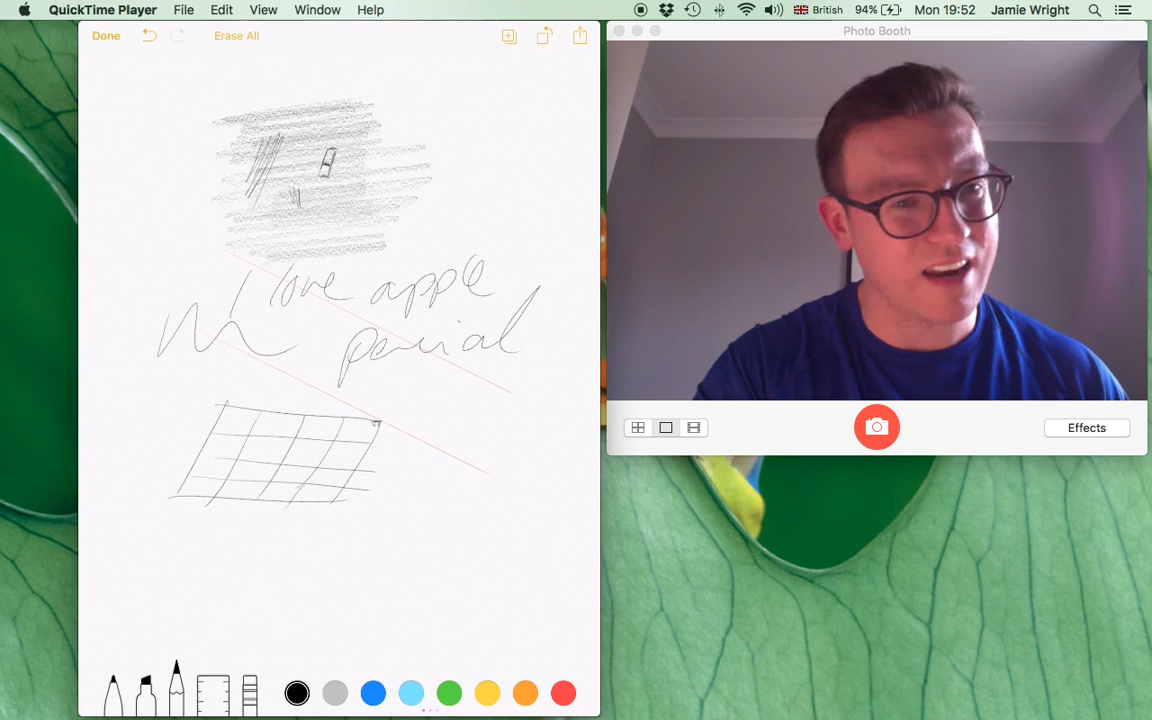 QuickTime Player File Edit View Window Help British 94% Mon 19:52 Jamie Wright
Done Erase All
Photo Booth
I love apple
pencial
Effects